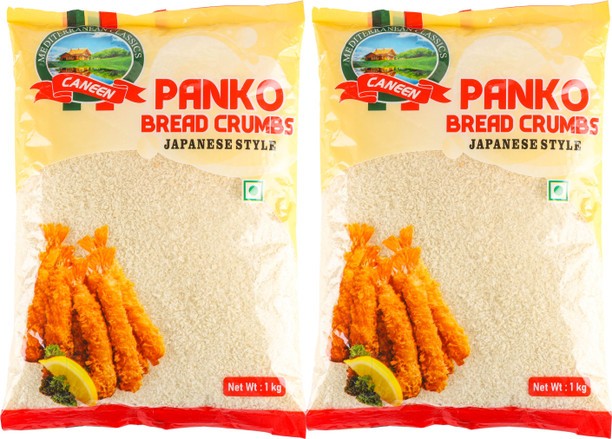 MEDITERRANEAN CLASSICS
CANEEN
PANKO
BREAD CRUMBS
JAPANESE STYLE
Net Wt : 1 kg
MEDITERRANEAN CLASSICS
CANEEN
PANKO
BREAD CRUMBS
JAPANESE STYLE
Net Wt : 1 kg